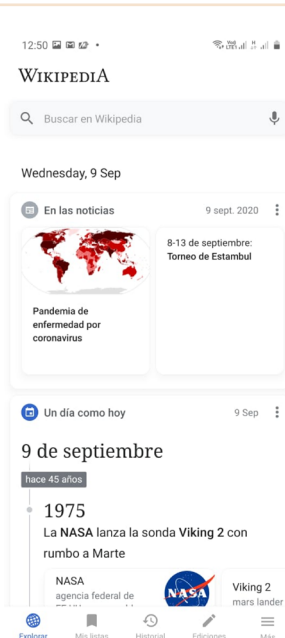 12:50
WIKIPEDIA
Buscar en Wikipedia
Wednesday, 9 Sep
En las noticias 9 sept. 2020
8-13 de septiembre:
Torneo de Estambul
Pandemia de
enfermedad por
coronavirus
Un día como hoy 9 Sep
9 de septiembre
hace 45 años
1975
La NASA lanza la sonda Viking 2 con
rumbo a Marte
NASA
agencia federal de
NASA
Viking 2
mars lander
Explorar Mis listas Historial Ediciones Más